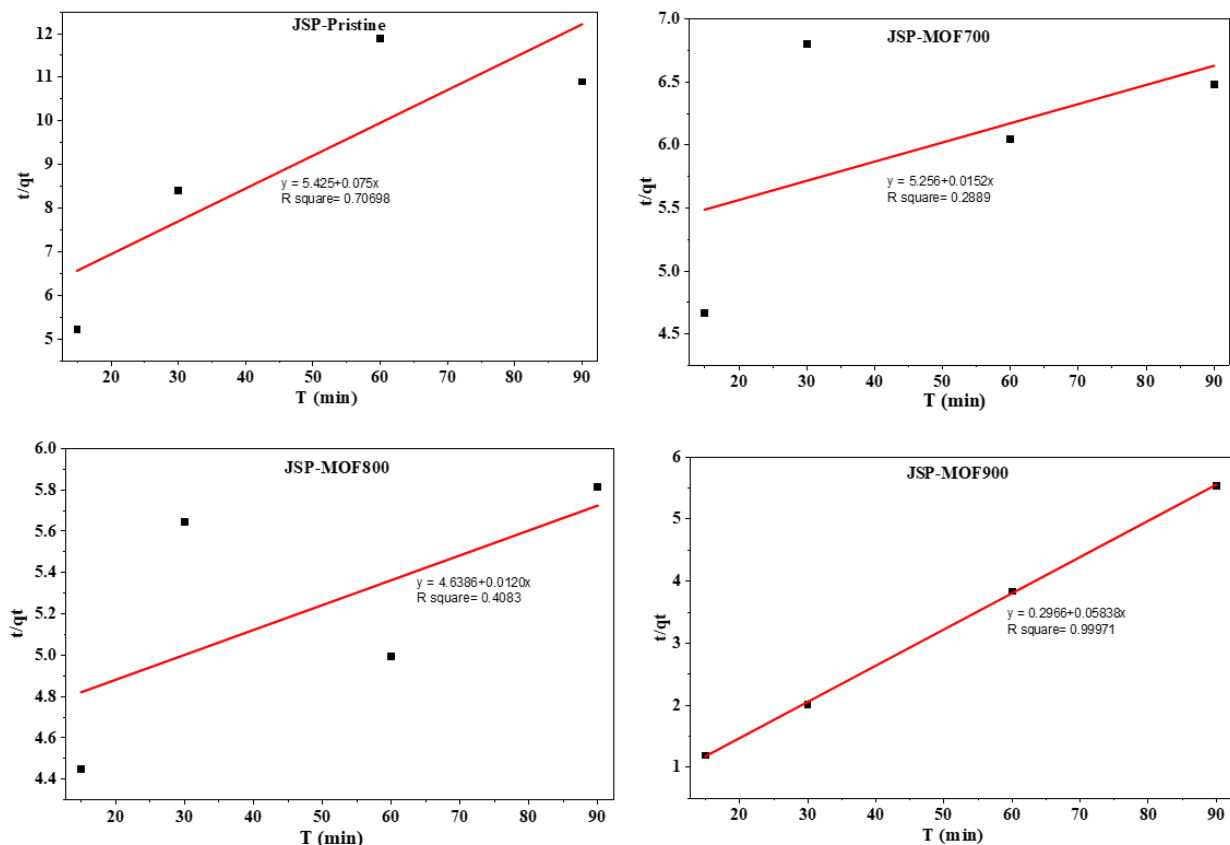 JSP-Pristine
12
11
10
9
8
7
6
5
t/qt
y = 5.425+0.075x
R square= 0.70698
20 30 40 50 60 70 80 90
T (min)
JSP-MOF700
7.0
6.5
6.0
5.5
5.0
4.5
t/qt
y = 5.256+0.0152x
R square= 0.2889
20 30 40 50 60 70 80 90
T (min)
JSP-MOF800
6.0
5.8
5.6
5.4
5.2
5.0
4.8
4.6
4.4
t/qt
y = 4.6386+0.0120x
R square= 0.4083
20 30 40 50 60 70 80 90
T (min)
JSP-MOF900
6
5
4
3
2
1
t/qt
y = 0.2966+0.05838x
R square= 0.99971
20 30 40 50 60 70 80 90
T (min)